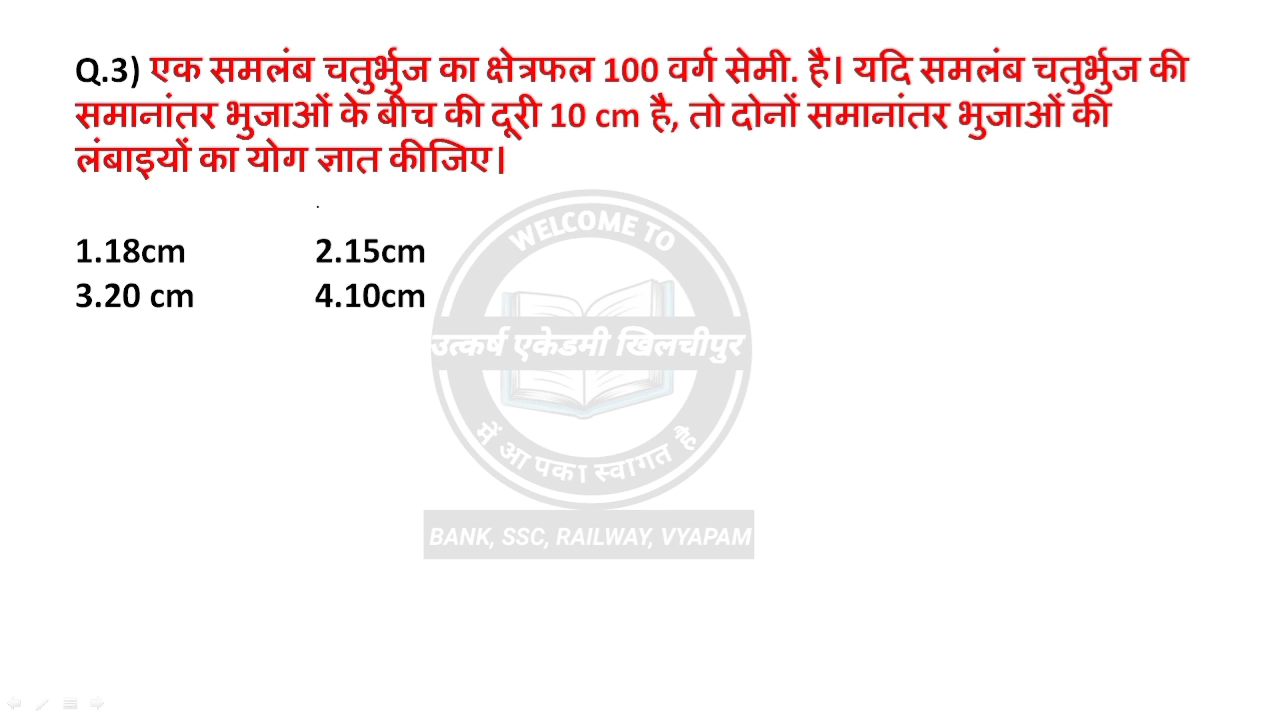 Q.3) एक समलंब चतुर्भुज का क्षेत्रफल 100 वर्ग सेमी. है। यदि समलंब चतुर्भुज की
समानांतर भुजाओं के बीच की दूरी 10 cm है, तो दोनों समानांतर भुजाओं की
लंबाइयों का योग ज्ञात कीजिए।
1.18cm 2.15cm
3.20 cm 4.10cm
WELCOME TO
उत्कर्ष एकेडमी खिलचीपुर
में आ पका स्वागत है
BANK, SSC, RAILWAY, VYAPAM